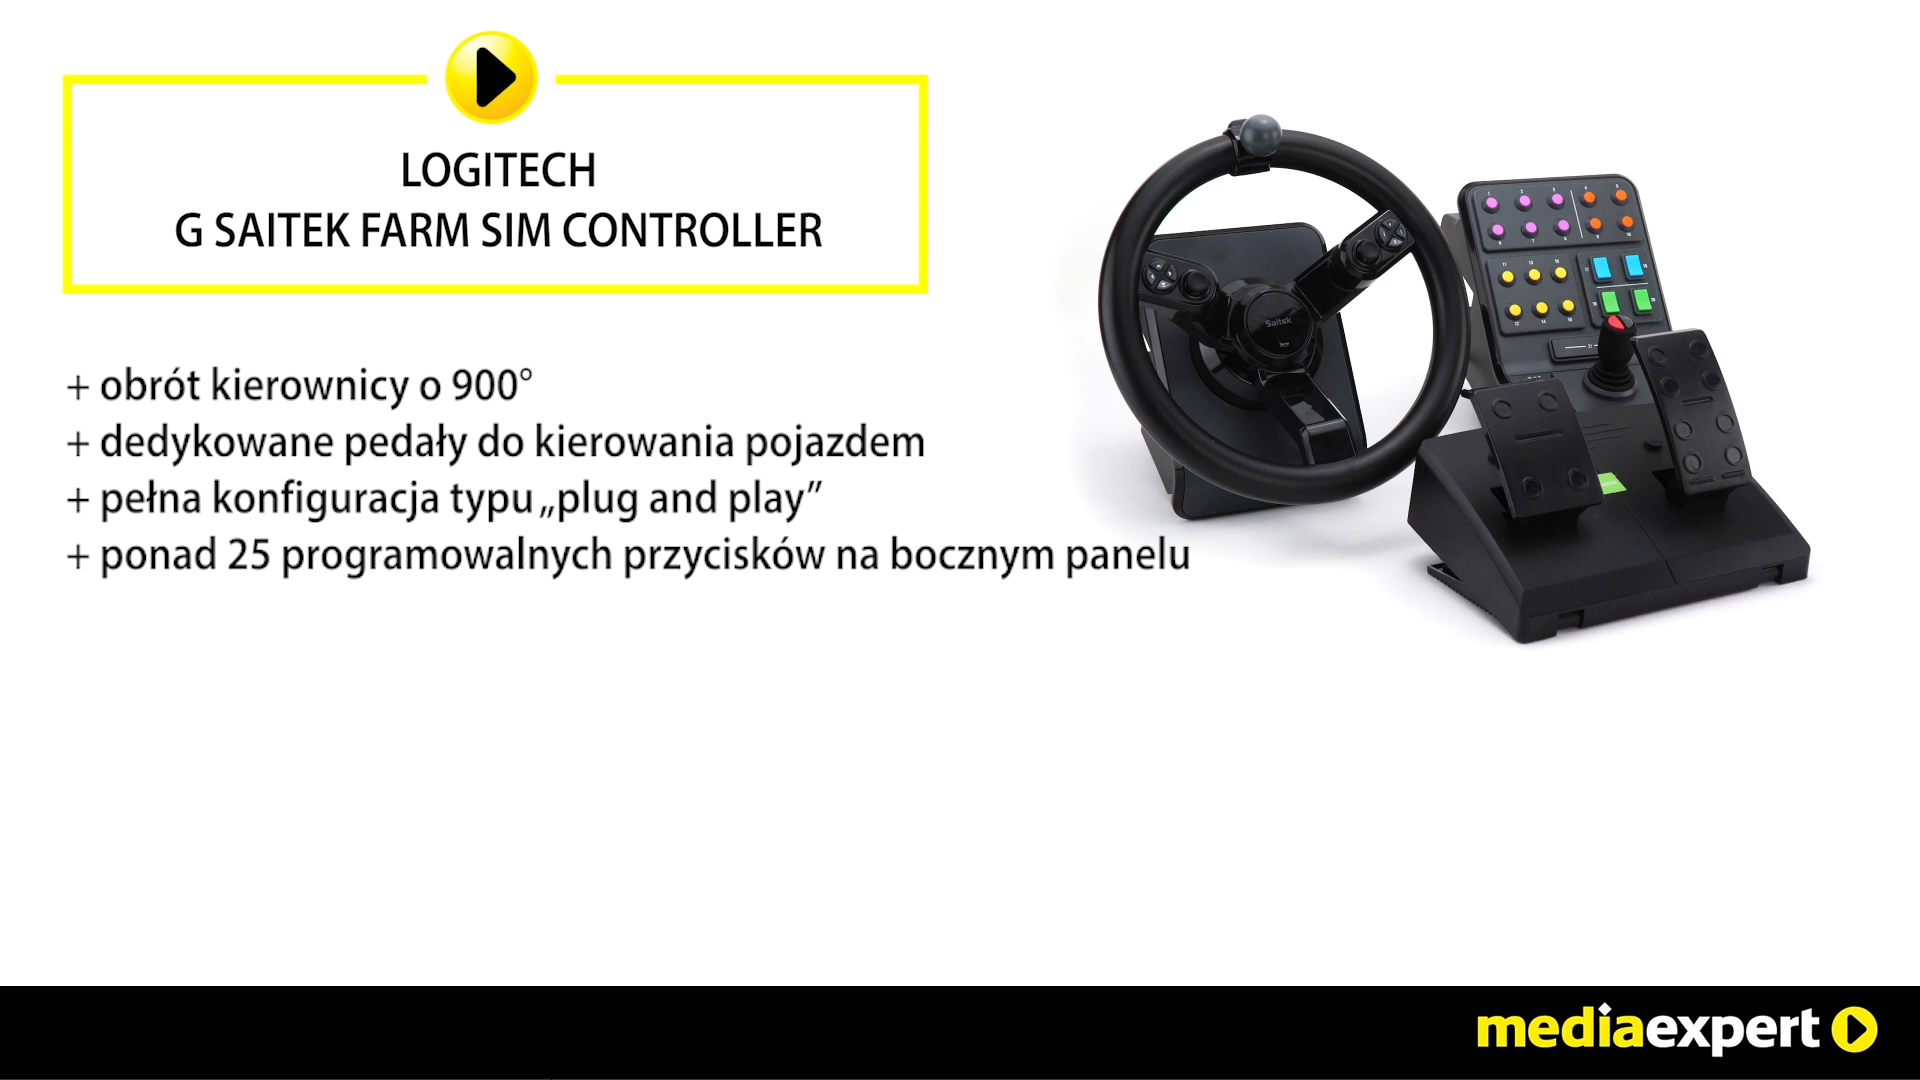 LOGITECH
G SAITEK FARM SIM CONTROLLER
+ obrót kierownicy o 900°
+ dedykowane pedały do kierowania pojazdem
+ pełna konfiguracja typu „plug and play”
+ ponad 25 programowalnych przycisków na bocznym panelu
Saitek
mediaexpert